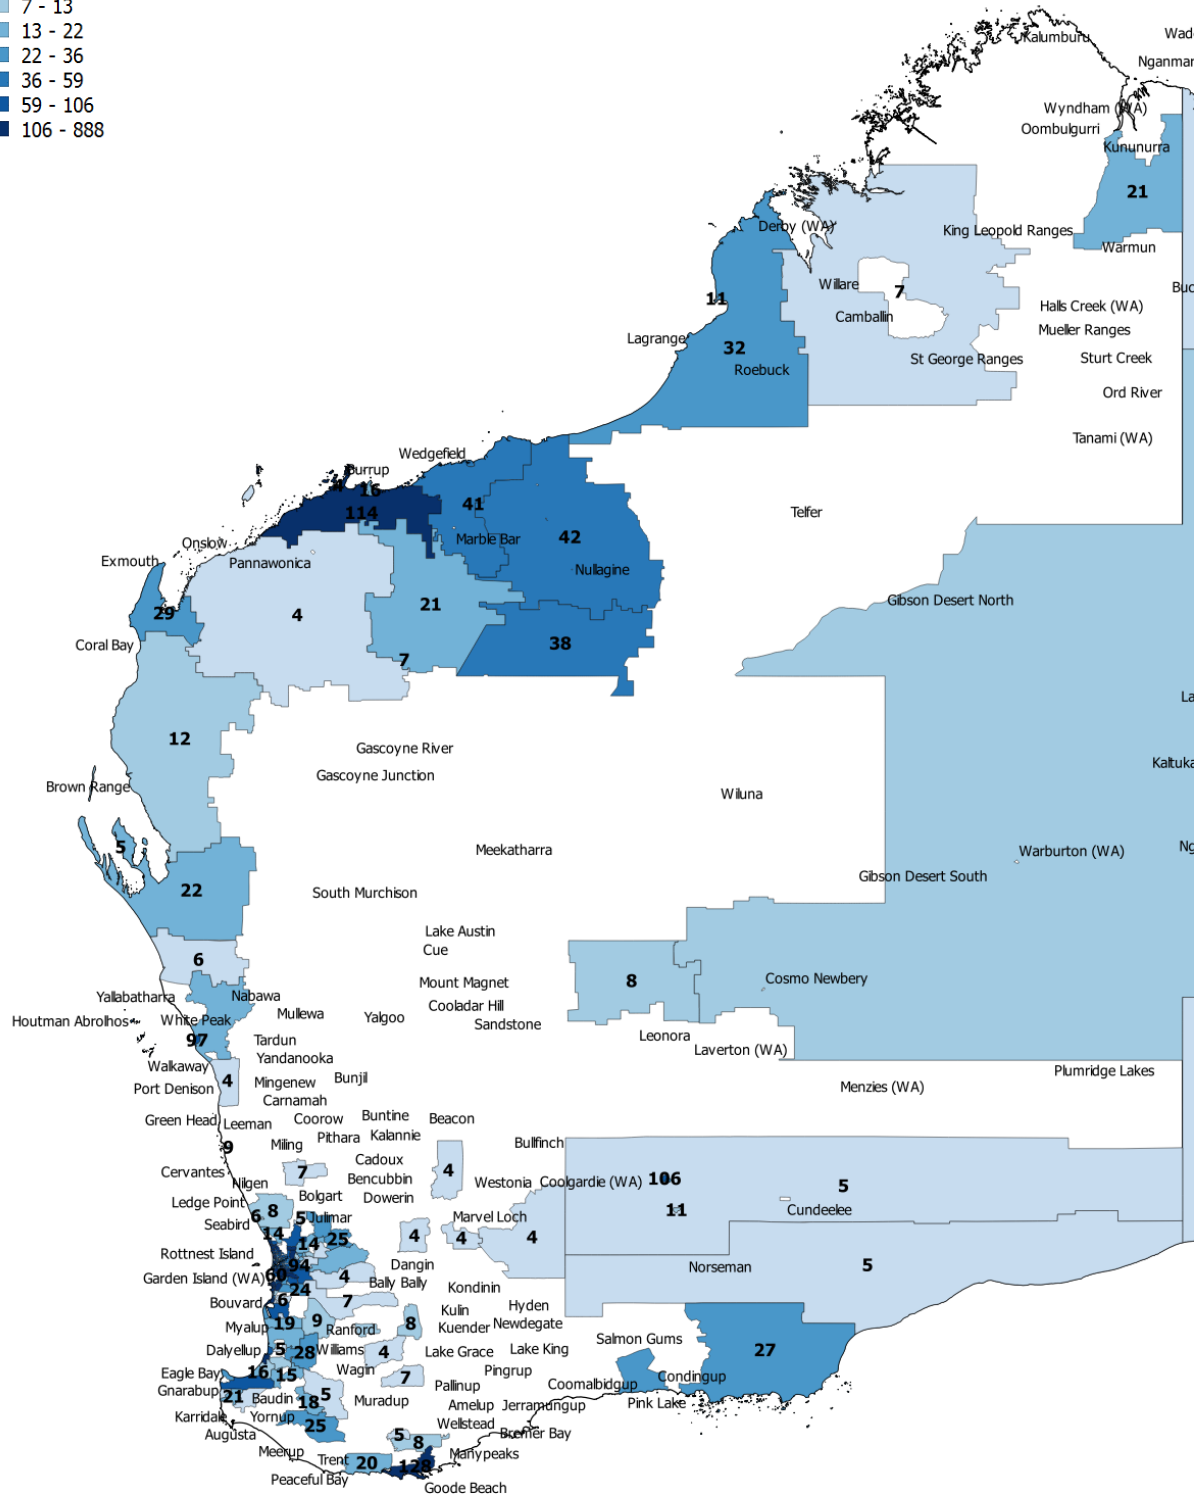 7 - 13
13 - 22
22 - 36
36 - 59
59 - 106
106 - 888
Kalumburu
Wad
Nganmar
Wyndham (WA)
Oombulgurri
Kununurra
21
Derby (WA)
King Leopold Ranges
Warmun
Willare
7
11
Buc
Halls Creek (WA)
Camballin
Mueller Ranges
Lagrange
32
St George Ranges
Sturt Creek
Roebuck
Ord River
Tanami (WA)
Wedgefield
Burrup
4
16
41
114
Telfer
Onslow
Marble Bar
42
Exmouth
Pannawonica
Nullagine
29
4
21
Gibson Desert North
Coral Bay
7
38
La
12
Gascoyne River
Kaltuka
Gascoyne Junction
Brown Range
Wiluna
5
Meekatharra
Warburton (WA)
Ng
22
South Murchison
Gibson Desert South
Lake Austin
Cue
6
Mount Magnet
8
Cosmo Newbery
Yallabatharra
Nabawa
Cooladar Hill
Houtman Abrolhos
White Peak
Mullewa
Yalgoo
Sandstone
97
Tardun
Leonora
Laverton (WA)
Yandanooka
Walkaway
Plumridge Lakes
4
Mingenew
Bunjil
Port Denison
Menzies (WA)
Carnamah
Green Head
Leeman
Coorow
Buntine
Beacon
9
Miling
Pithara
Kalannie
Bullfinch
Cervantes
7
Cadoux
4
Nilgen
Bencubbin
Westonia
Coolgardie (WA)
106
5
Ledge Point
Bolgart
Dowerin
6
8
5
Julimar
Marvel Loch
11
Cundeelee
Seabird
14
14
25
4
4
4
Rottnest Island
94
Dangin
5
Garden Island (WA)
60
4
Bally Bally
Norseman
24
Kondinin
Bouvard
6
7
Kulin
Hyden
Myalup
19
9
Ranford
8
Kuender
Newdegate
Dalyellup
5
28
Williams
4
Lake Grace
Lake King
Salmon Gums
27
Eagle Bay
16
15
Wagin
7
Pingrup
Condingup
Gnarabup
21
Baudin
18
5
Muradup
Pallinup
Coomalbidgup
Karridale
Yornup
25
Amelup
Jerramungup
Pink Lake
Augusta
5
8
Wellstead
Bremer Bay
Meerup
Trent
20
128
Manypeaks
Peaceful Bay
Goode Beach